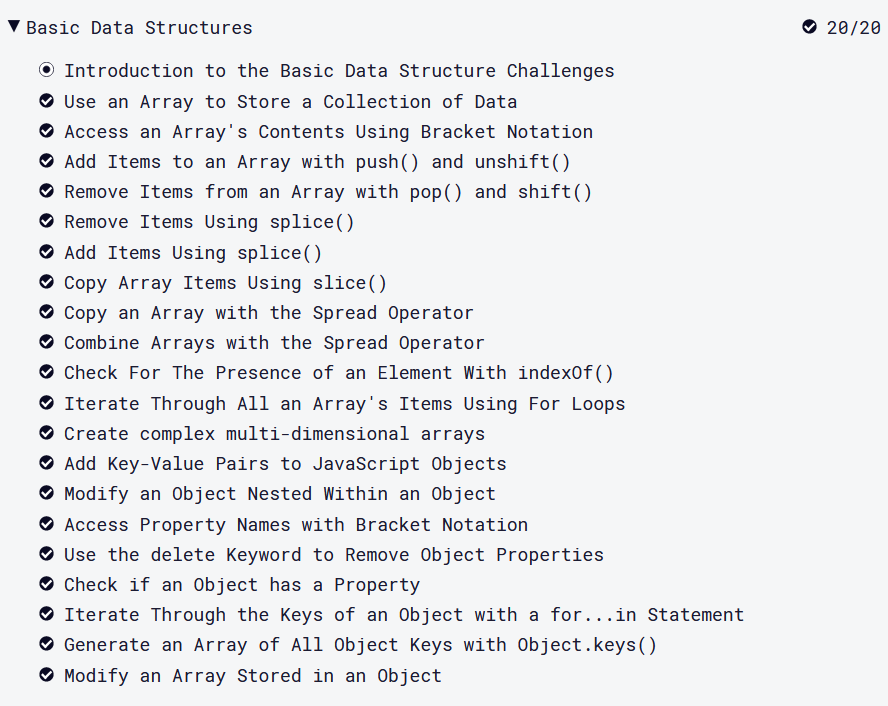 Basic Data Structures 20/20
Introduction to the Basic Data Structure Challenges
Use an Array to Store a Collection of Data
Access an Array's Contents Using Bracket Notation
Add Items to an Array with push() and unshift()
Remove Items from an Array with pop() and shift()
Remove Items Using splice()
Add Items Using splice()
Copy Array Items Using slice()
Copy an Array with the Spread Operator
Combine Arrays with the Spread Operator
Check For The Presence of an Element With indexOf()
Iterate Through All an Array's Items Using For Loops
Create complex multi-dimensional arrays
Add Key-Value Pairs to JavaScript Objects
Modify an Object Nested Within an Object
Access Property Names with Bracket Notation
Use the delete Keyword to Remove Object Properties
Check if an Object has a Property
Iterate Through the Keys of an Object with a for...in Statement
Generate an Array of All Object Keys with Object.keys()
Modify an Array Stored in an Object